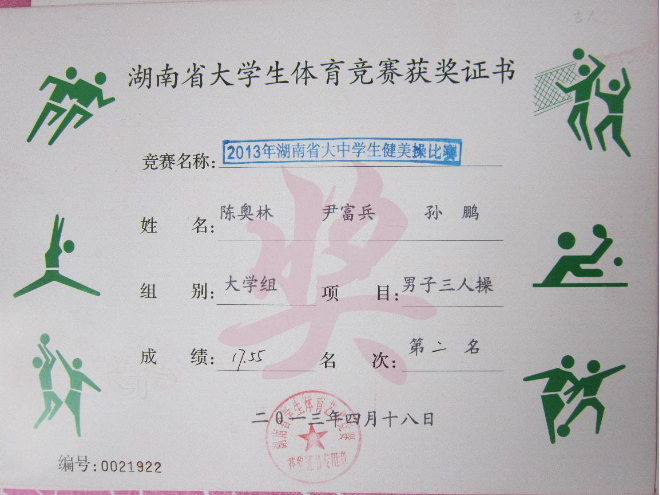 湖南省大学生体育竞赛获奖证书
竞赛名称: 2013年湖南省大中学生健美操比赛
姓 名: 陈奥林 尹富兵 孙 鹏
组 别: 大学组 项 目: 男子三人操
成 绩: 17.55 名 次: 第二 名
二〇一三年四月十八日
编号: 0021922
奖